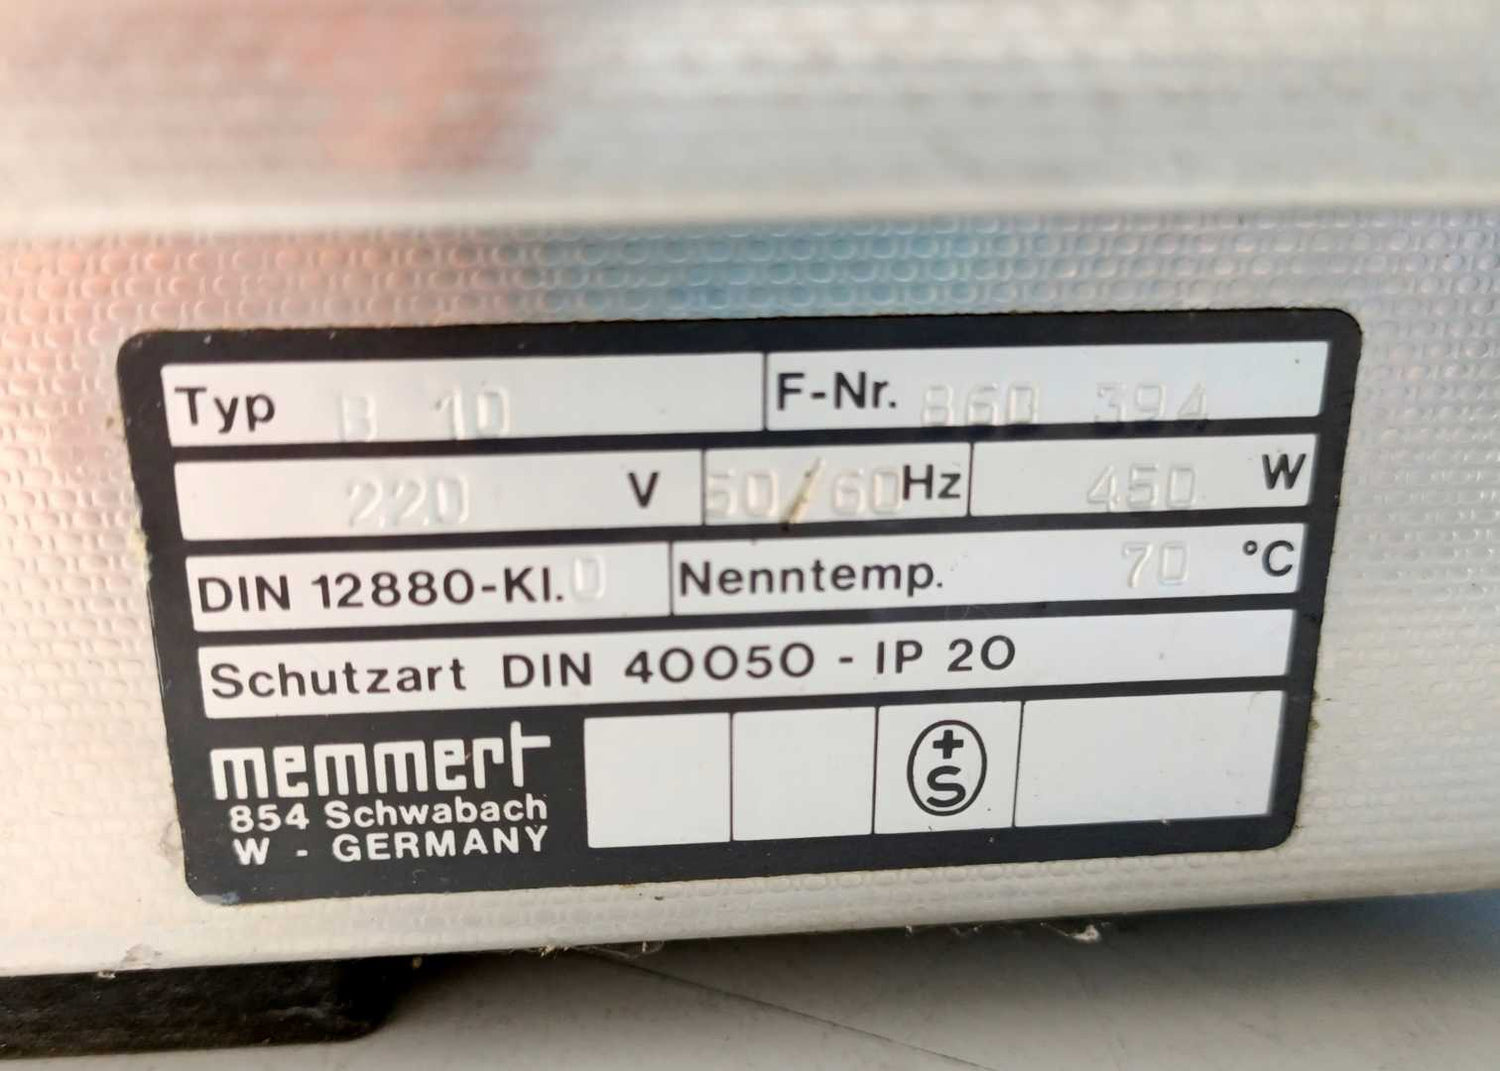 Typ B 10 F-Nr. 860 394
220 V 50/60 Hz 450 W
DIN 12880-Kl. 0 Nenntemp. 70 °C
Schutzart DIN 40050 - IP 20
memmert
854 Schwabach
W - GERMANY
+
S